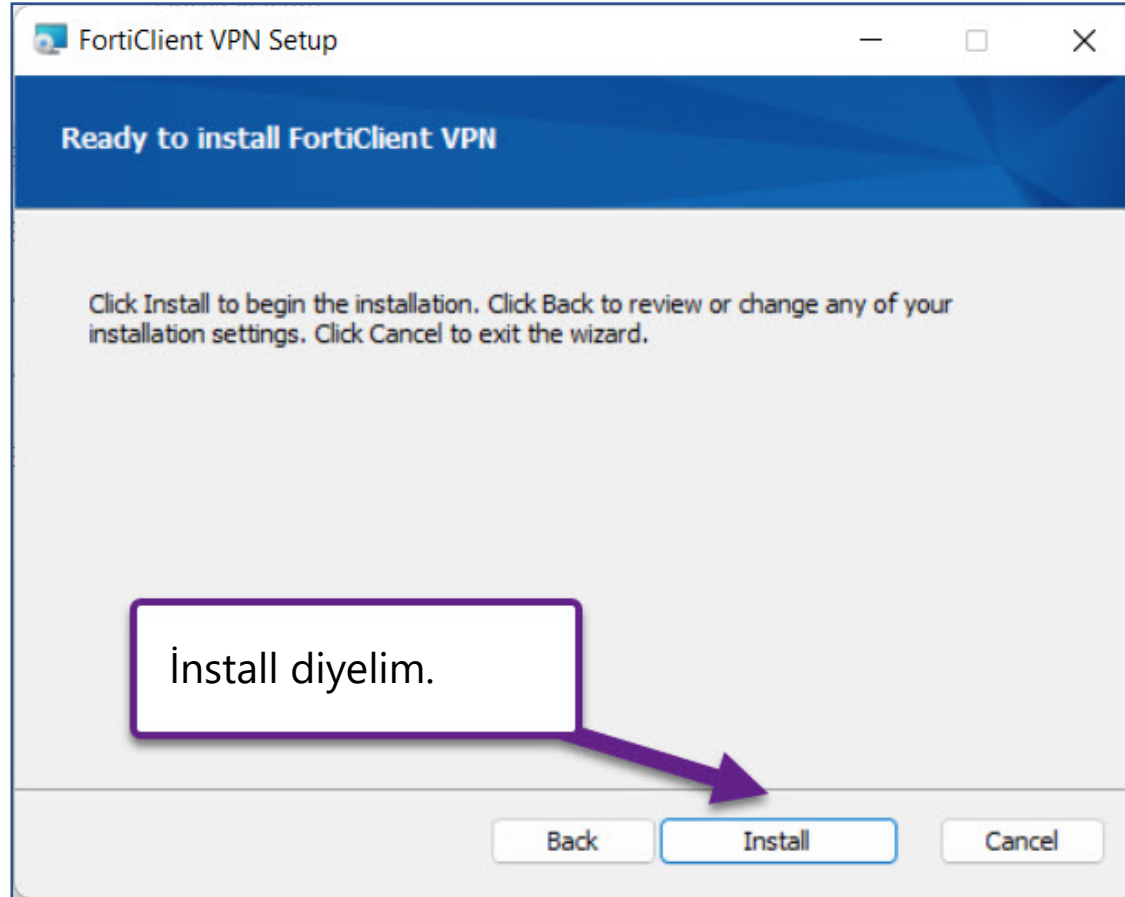 FortiClient VPN Setup
Ready to install FortiClient VPN
Click Install to begin the installation. Click Back to review or change any of your
installation settings. Click Cancel to exit the wizard.
İnstall diyelim.
Back
Install
Cancel